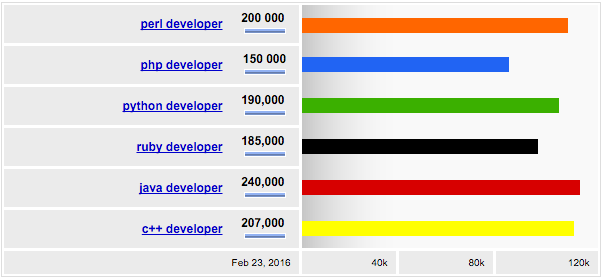 perl developer 200 000
php developer 150 000
python developer 190,000
ruby developer 185,000
java developer 240,000
c++ developer 207,000
Feb 23, 2016 40k 80k 120k